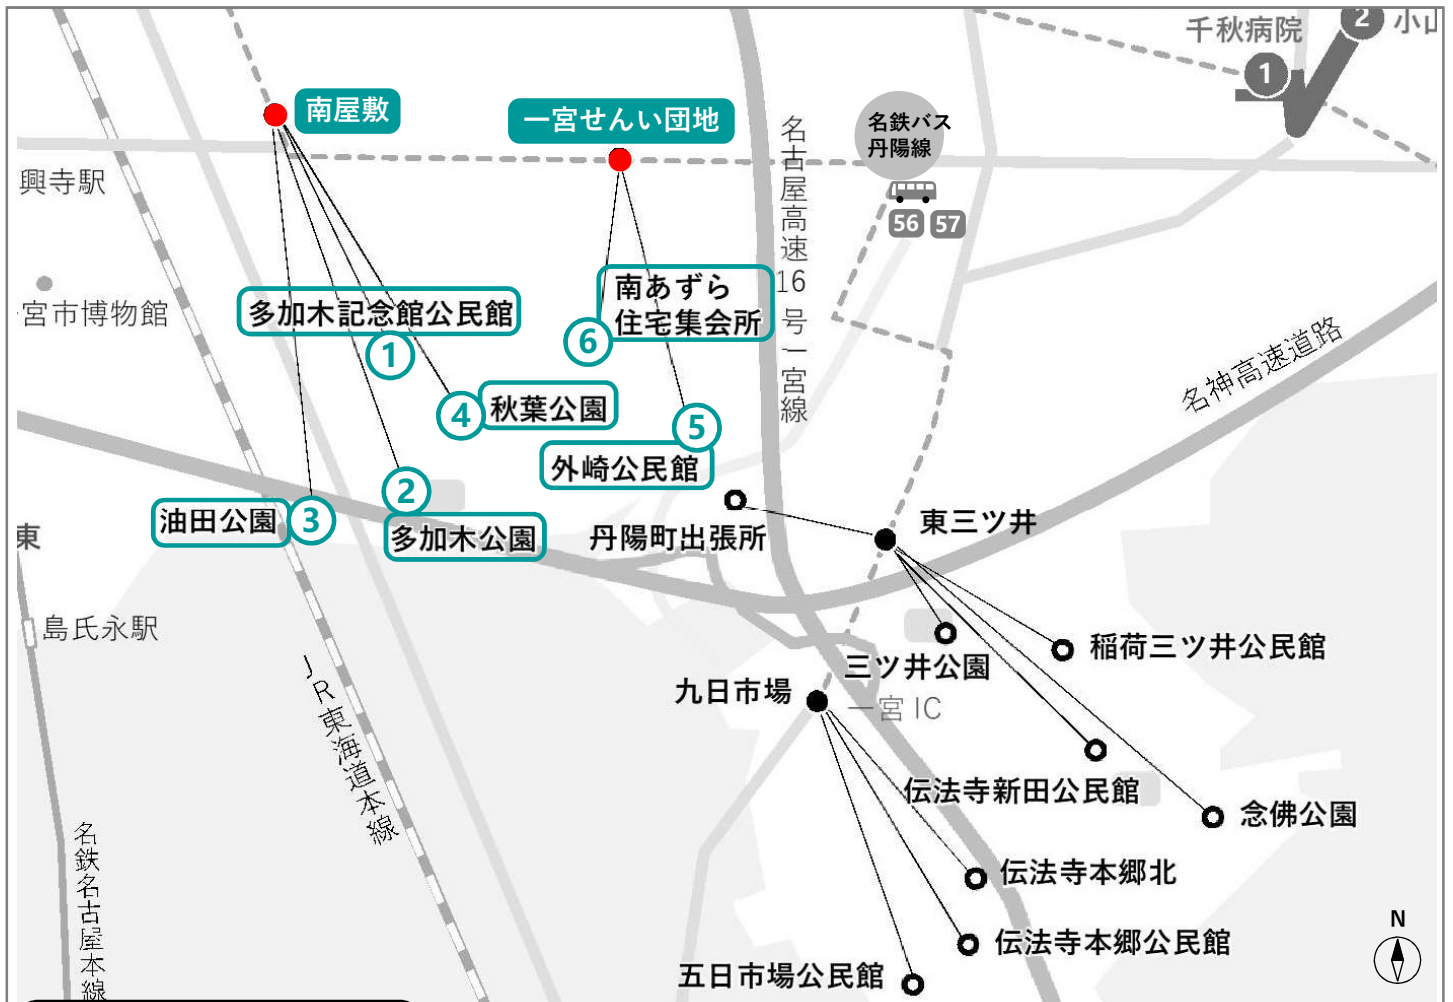 千秋病院
2
小山
1
南屋敷
一宮せんい団地
名鉄バス
丹陽線
56 57
名古屋高速16号一宮線
興寺駅
宮市博物館
多加木記念館公民館
1
南あずら
住宅集会所
6
名神高速道路
4
秋葉公園
5
外崎公民館
2
多加木公園
油田公園
3
丹陽町出張所
東三ツ井
東
島氏永駅
三ツ井公園
稲荷三ツ井公民館
九日市場
一宮IC
JR東海道本線
伝法寺新田公民館
念佛公園
名鉄名古屋本線
伝法寺本郷北
伝法寺本郷公民館
五日市場公民館
N